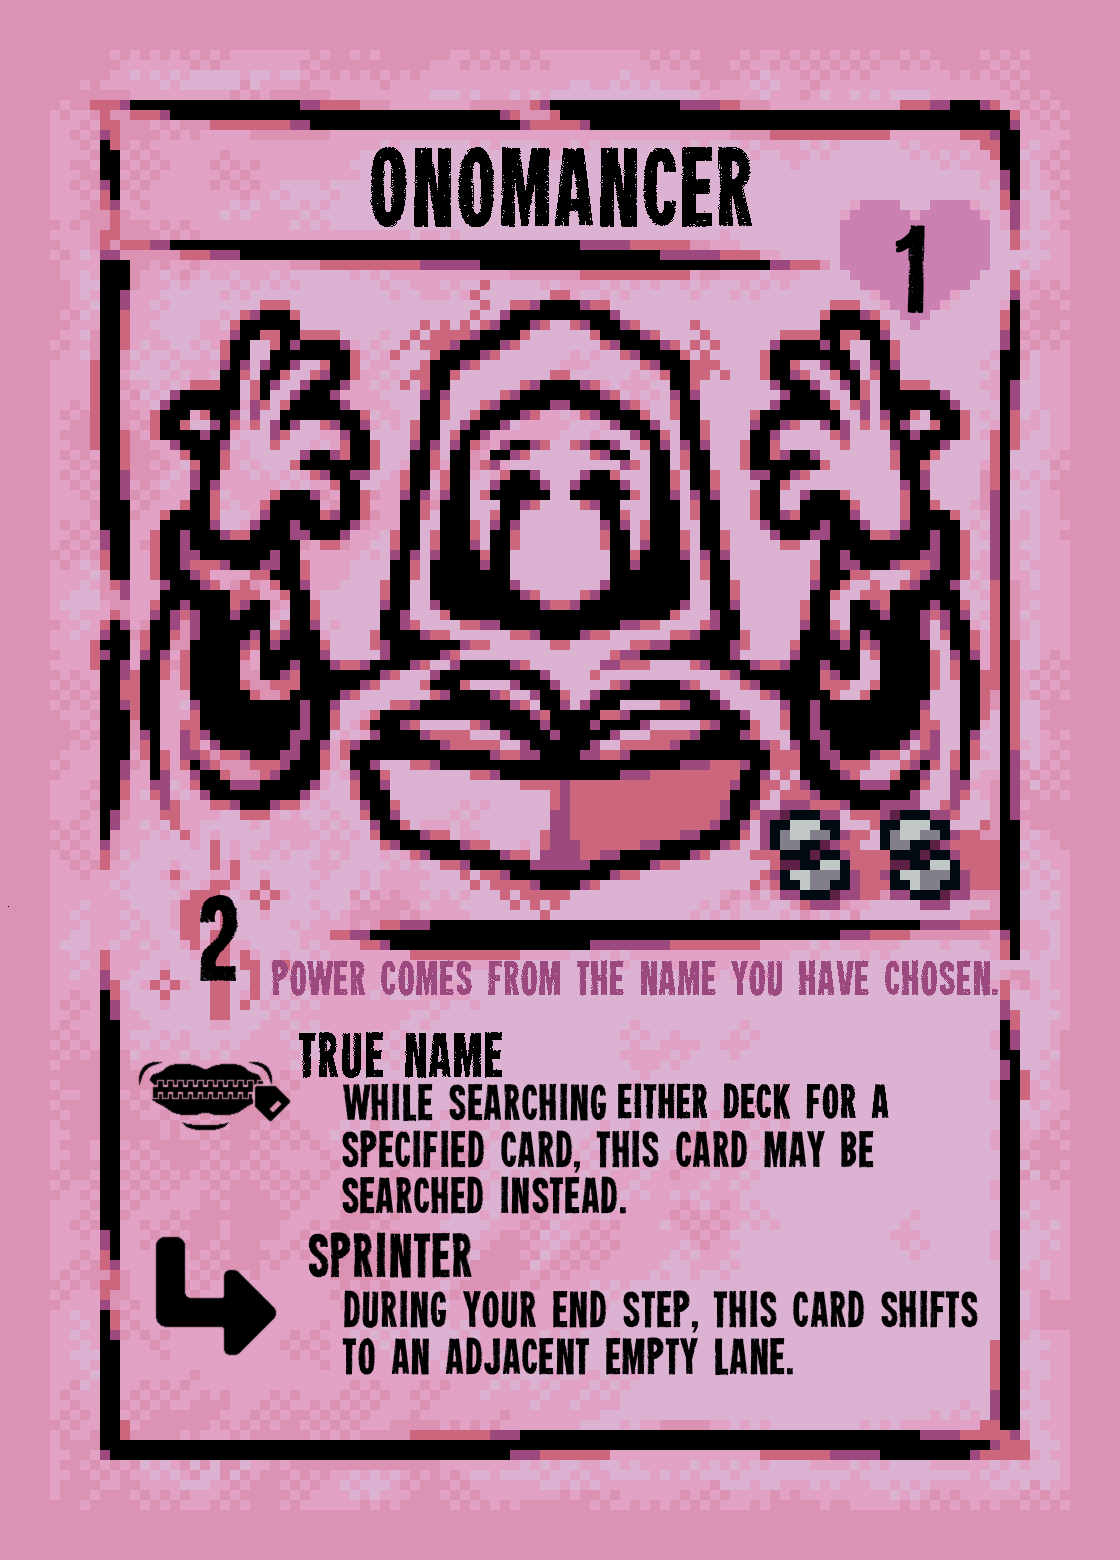 ONOMANCER
1
2
POWER COMES FROM THE NAME YOU HAVE CHOSEN.
TRUE NAME
WHILE SEARCHING EITHER DECK FOR A
SPECIFIED CARD, THIS CARD MAY BE
SEARCHED INSTEAD.
SPRINTER
DURING YOUR END STEP, THIS CARD SHIFTS
TO AN ADJACENT EMPTY LANE.